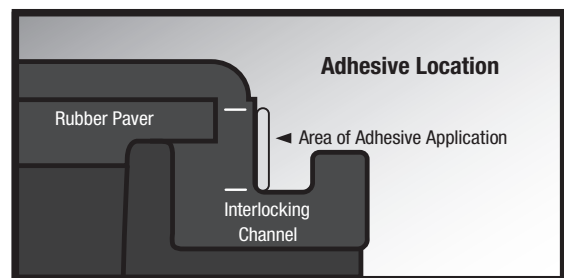 Adhesive Location
Rubber Paver
Area of Adhesive Application
Interlocking
Channel